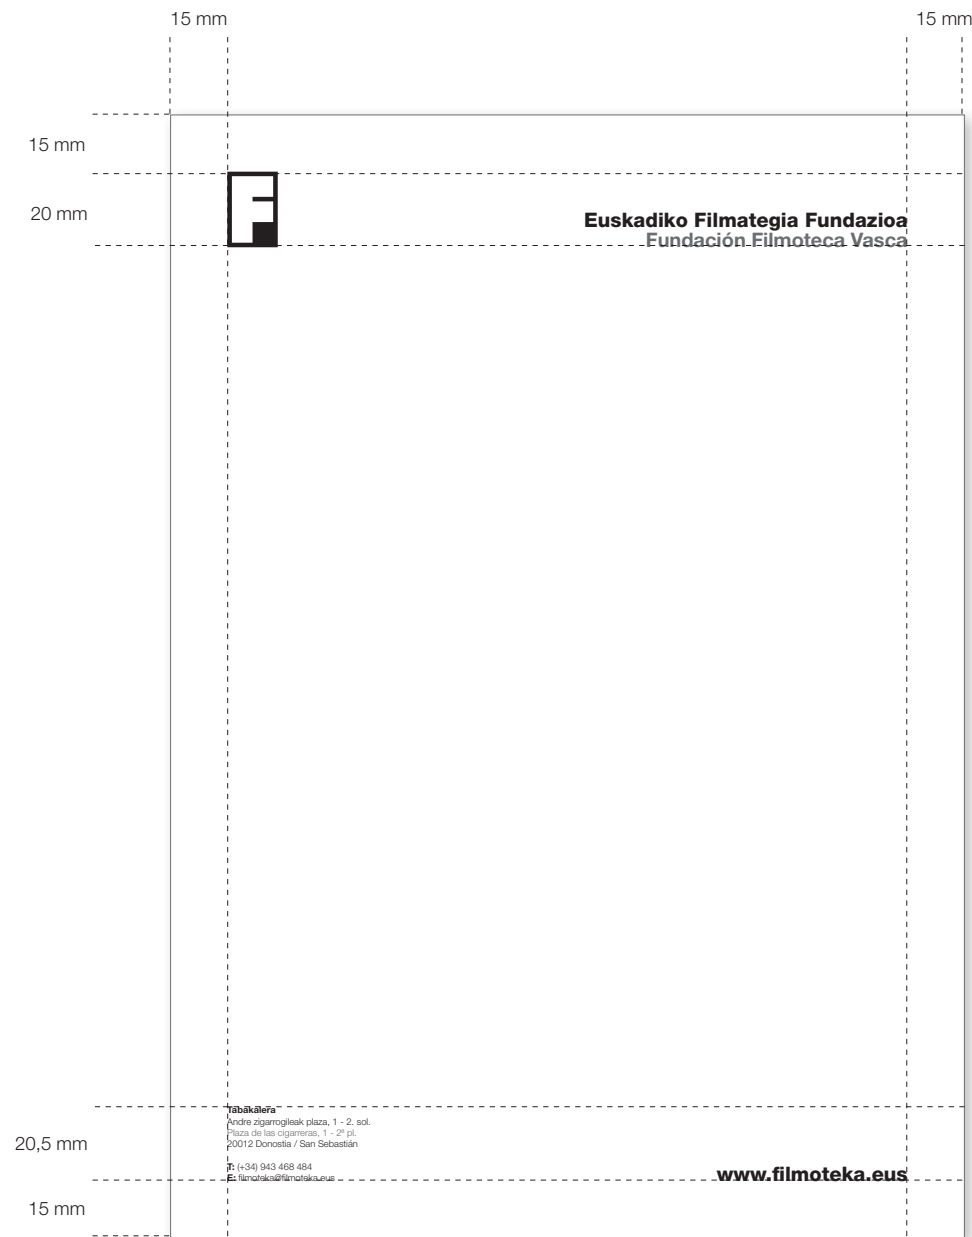 15 mm
15 mm
15 mm
20 mm
Euskadiko Filmategia Fundazioa
Fundación Filmoteca Vasca
Tabakalera
Andre zigarrogileak plaza, 1 - 2. sol.
Plaza de las cigarreras, 1 - 2ª pl.
20012 Donostia / San Sebastián
20,5 mm
T: (+34) 943 468 484
E: filmoteka@filmoteka.eus
www.filmoteka.eus
15 mm